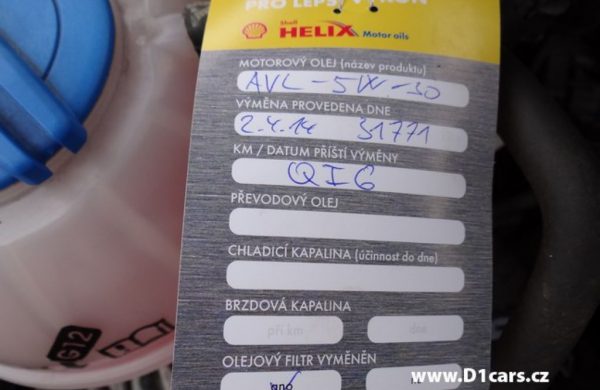 PRO LEPŠÍ VÝKON
Shell
HELIX Motor oils
MOTOROVÝ OLEJ (název produktu)
AVL-5W-30
VÝMĚNA PROVEDENA DNE
2.4.14 31771
KM / DATUM PŘÍŠTÍ VÝMĚNY
QI6
PŘEVODOVÝ OLEJ
CHLADICÍ KAPALINA (účinnost do dne)
BRZDOVÁ KAPALINA
při km dne
OLEJOVÝ FILTR VYMĚNĚN
ano
G12
www.D1cars.cz